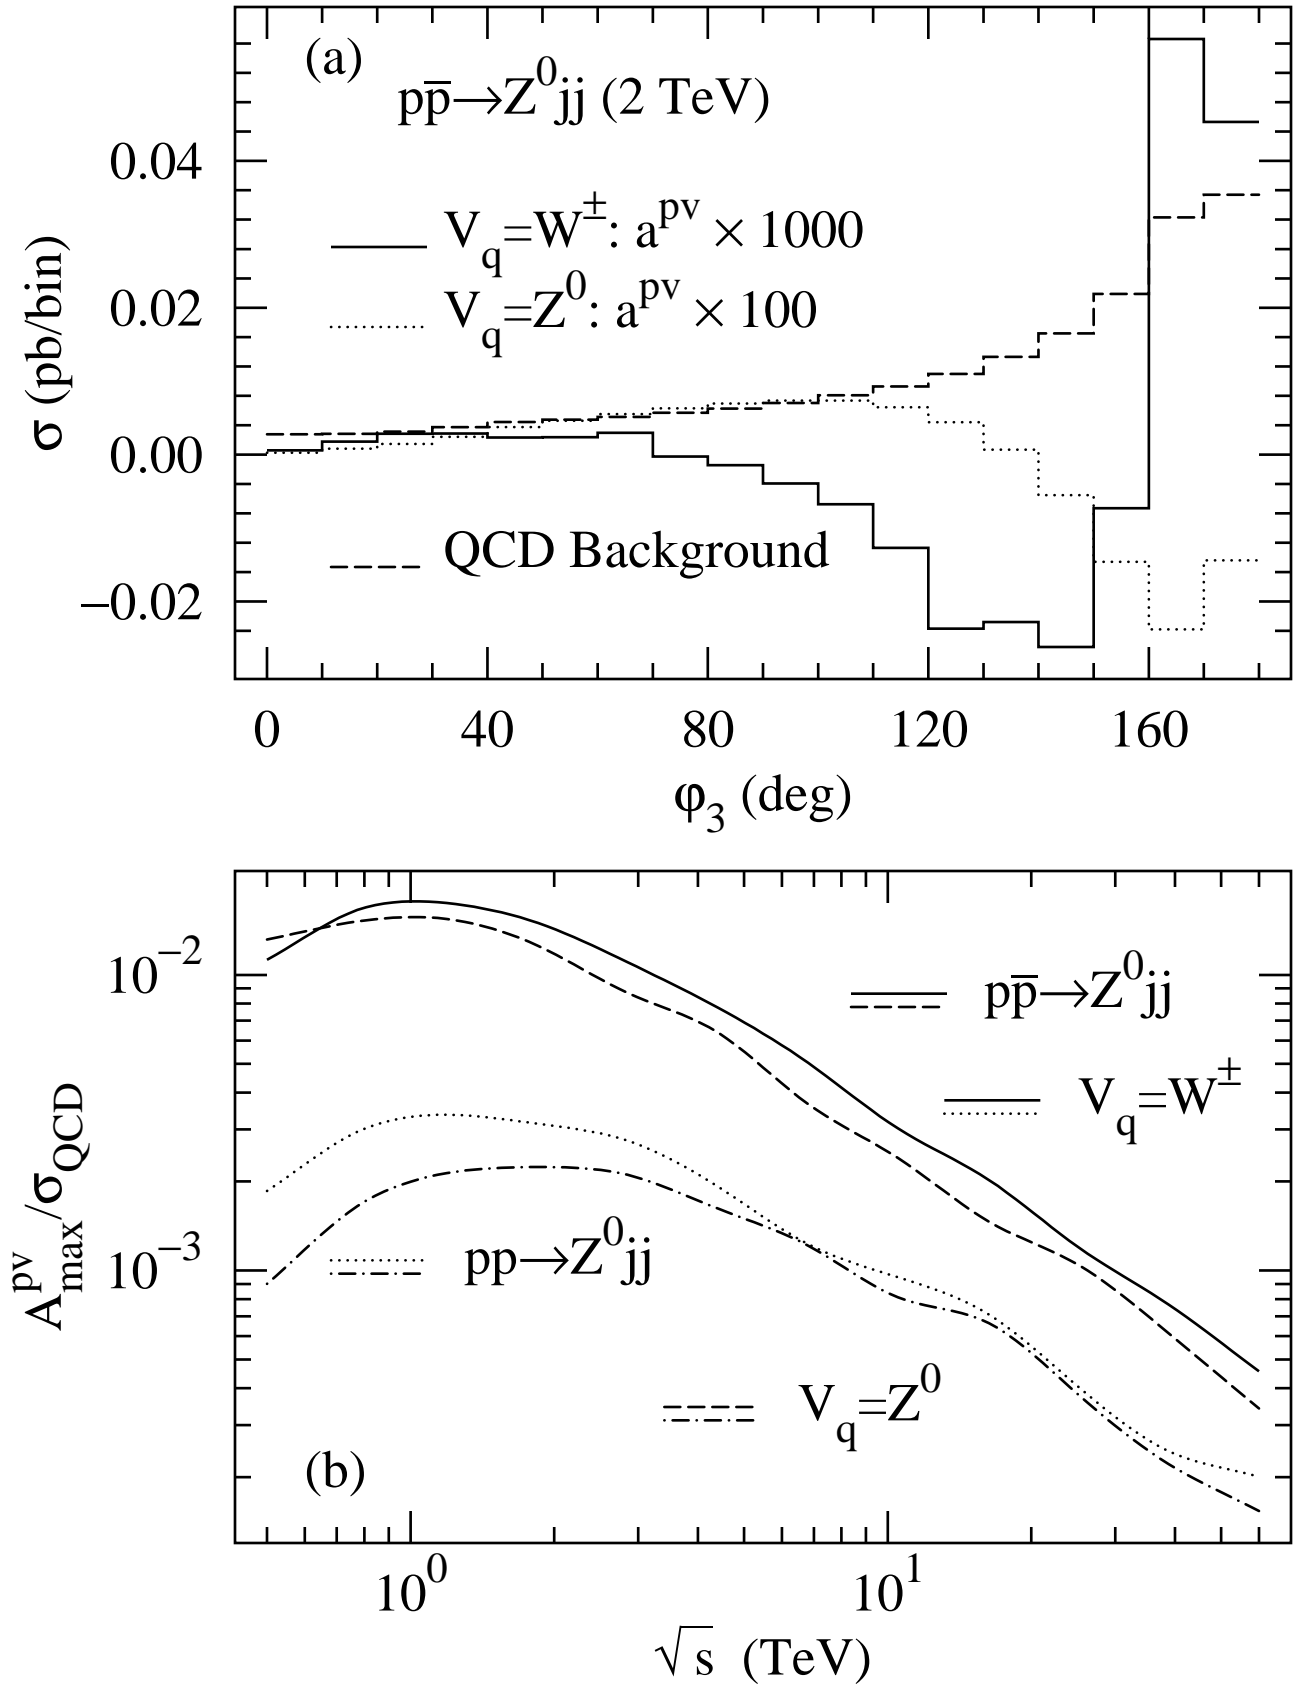 (a)
pp̅→Z⁰jj (2 TeV)
0.04
V_q=W^±: a^pv × 1000
0.02
V_q=Z⁰: a^pv × 100
σ (pb/bin)
0.00
QCD Background
−0.02
0 40 80 120 160
φ₃ (deg)
10⁻²
pp̅→Z⁰jj
V_q=W^±
A^pv_max/σ_QCD
pp→Z⁰jj
10⁻³
V_q=Z⁰
(b)
10⁰ 10¹
√s (TeV)